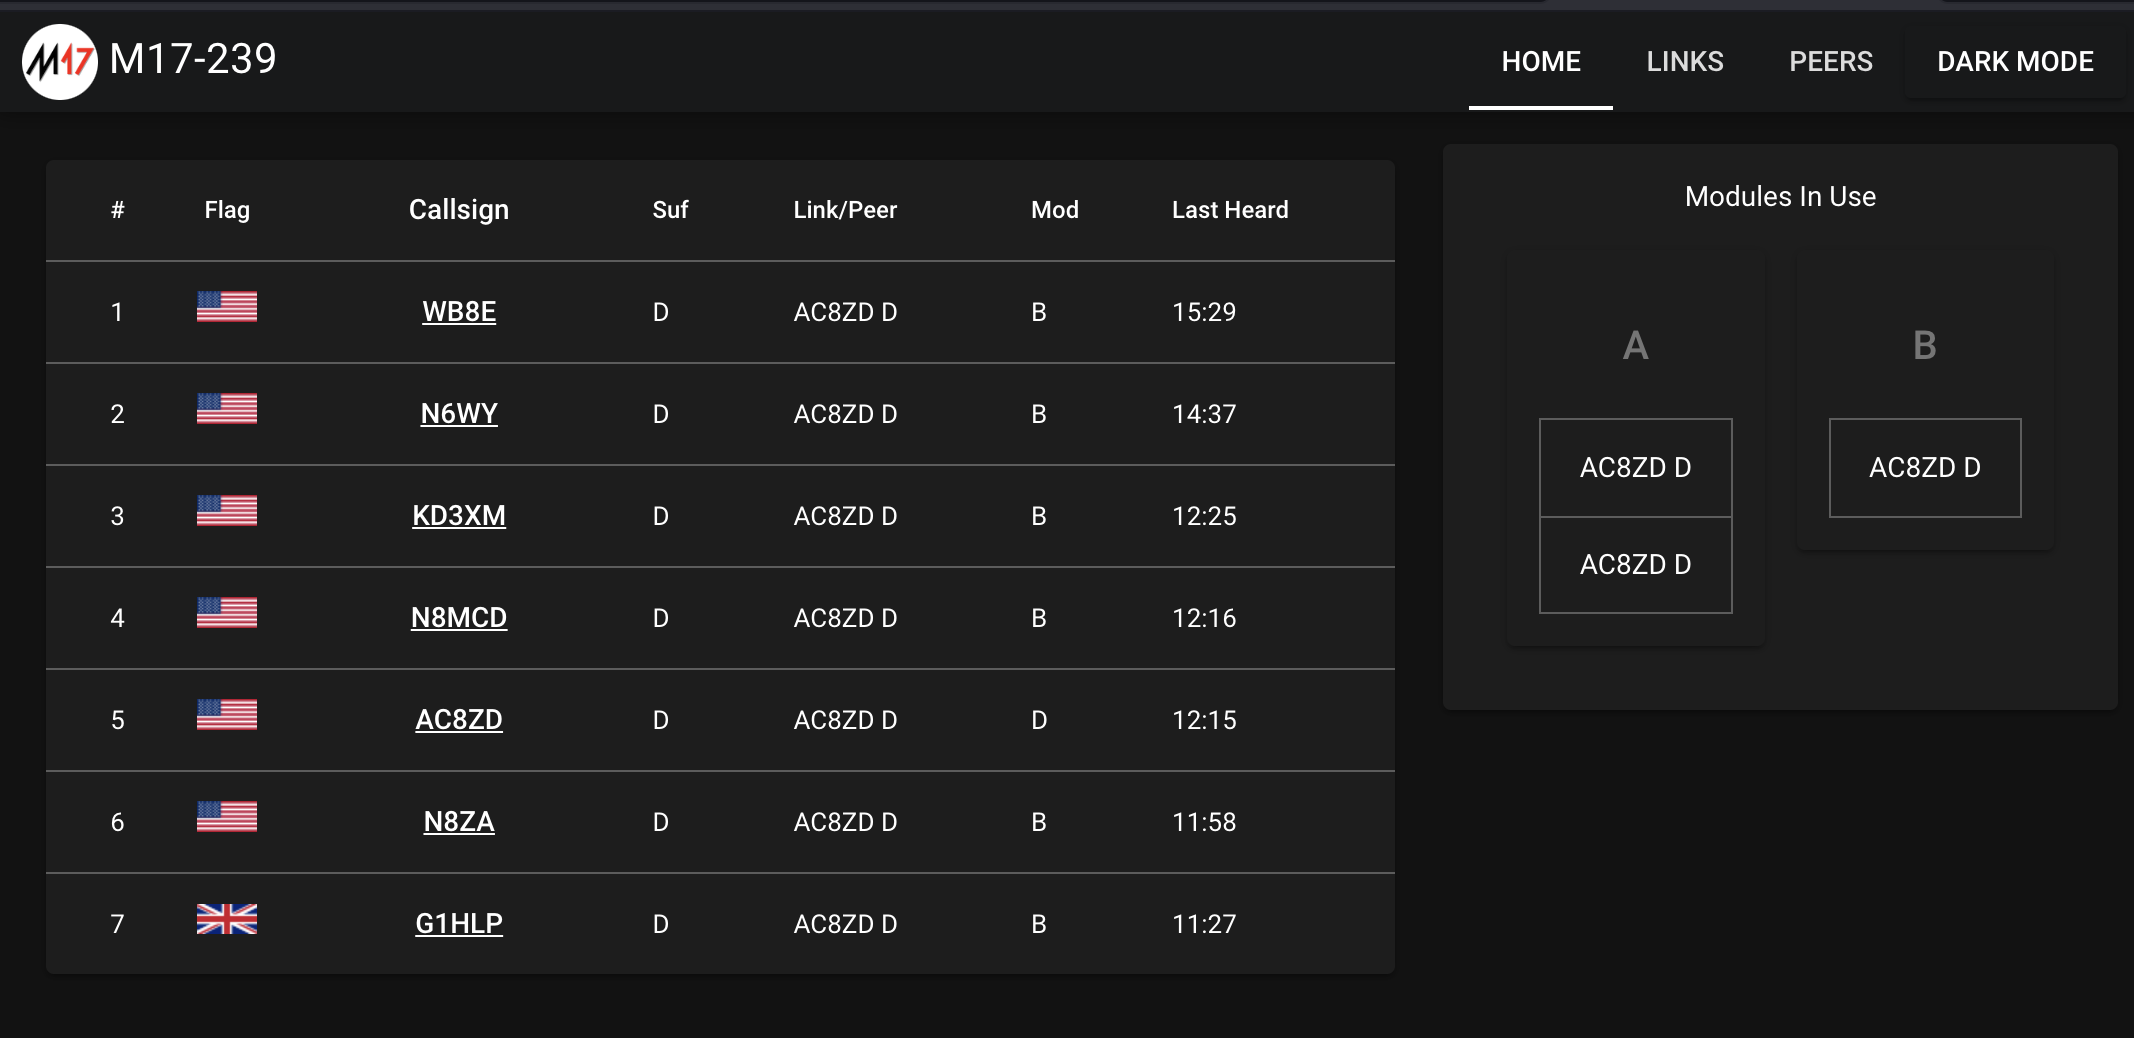 M17 M17-239 HOME LINKS PEERS DARK MODE
# Flag Callsign Suf Link/Peer Mod Last Heard
1 WB8E D AC8ZD D B 15:29
2 N6WY D AC8ZD D B 14:37
3 KD3XM D AC8ZD D B 12:25
4 N8MCD D AC8ZD D B 12:16
5 AC8ZD D AC8ZD D D 12:15
6 N8ZA D AC8ZD D B 11:58
7 G1HLP D AC8ZD D B 11:27
Modules In Use
A B
AC8ZD D AC8ZD D
AC8ZD D